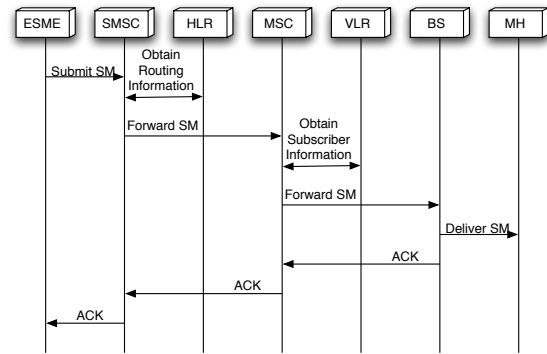 ESME
SMSC
HLR
MSC
VLR
BS
MH
Submit SM
Obtain
Routing
Information
Forward SM
Obtain
Subscriber
Information
Forward SM
Deliver SM
ACK
ACK
ACK